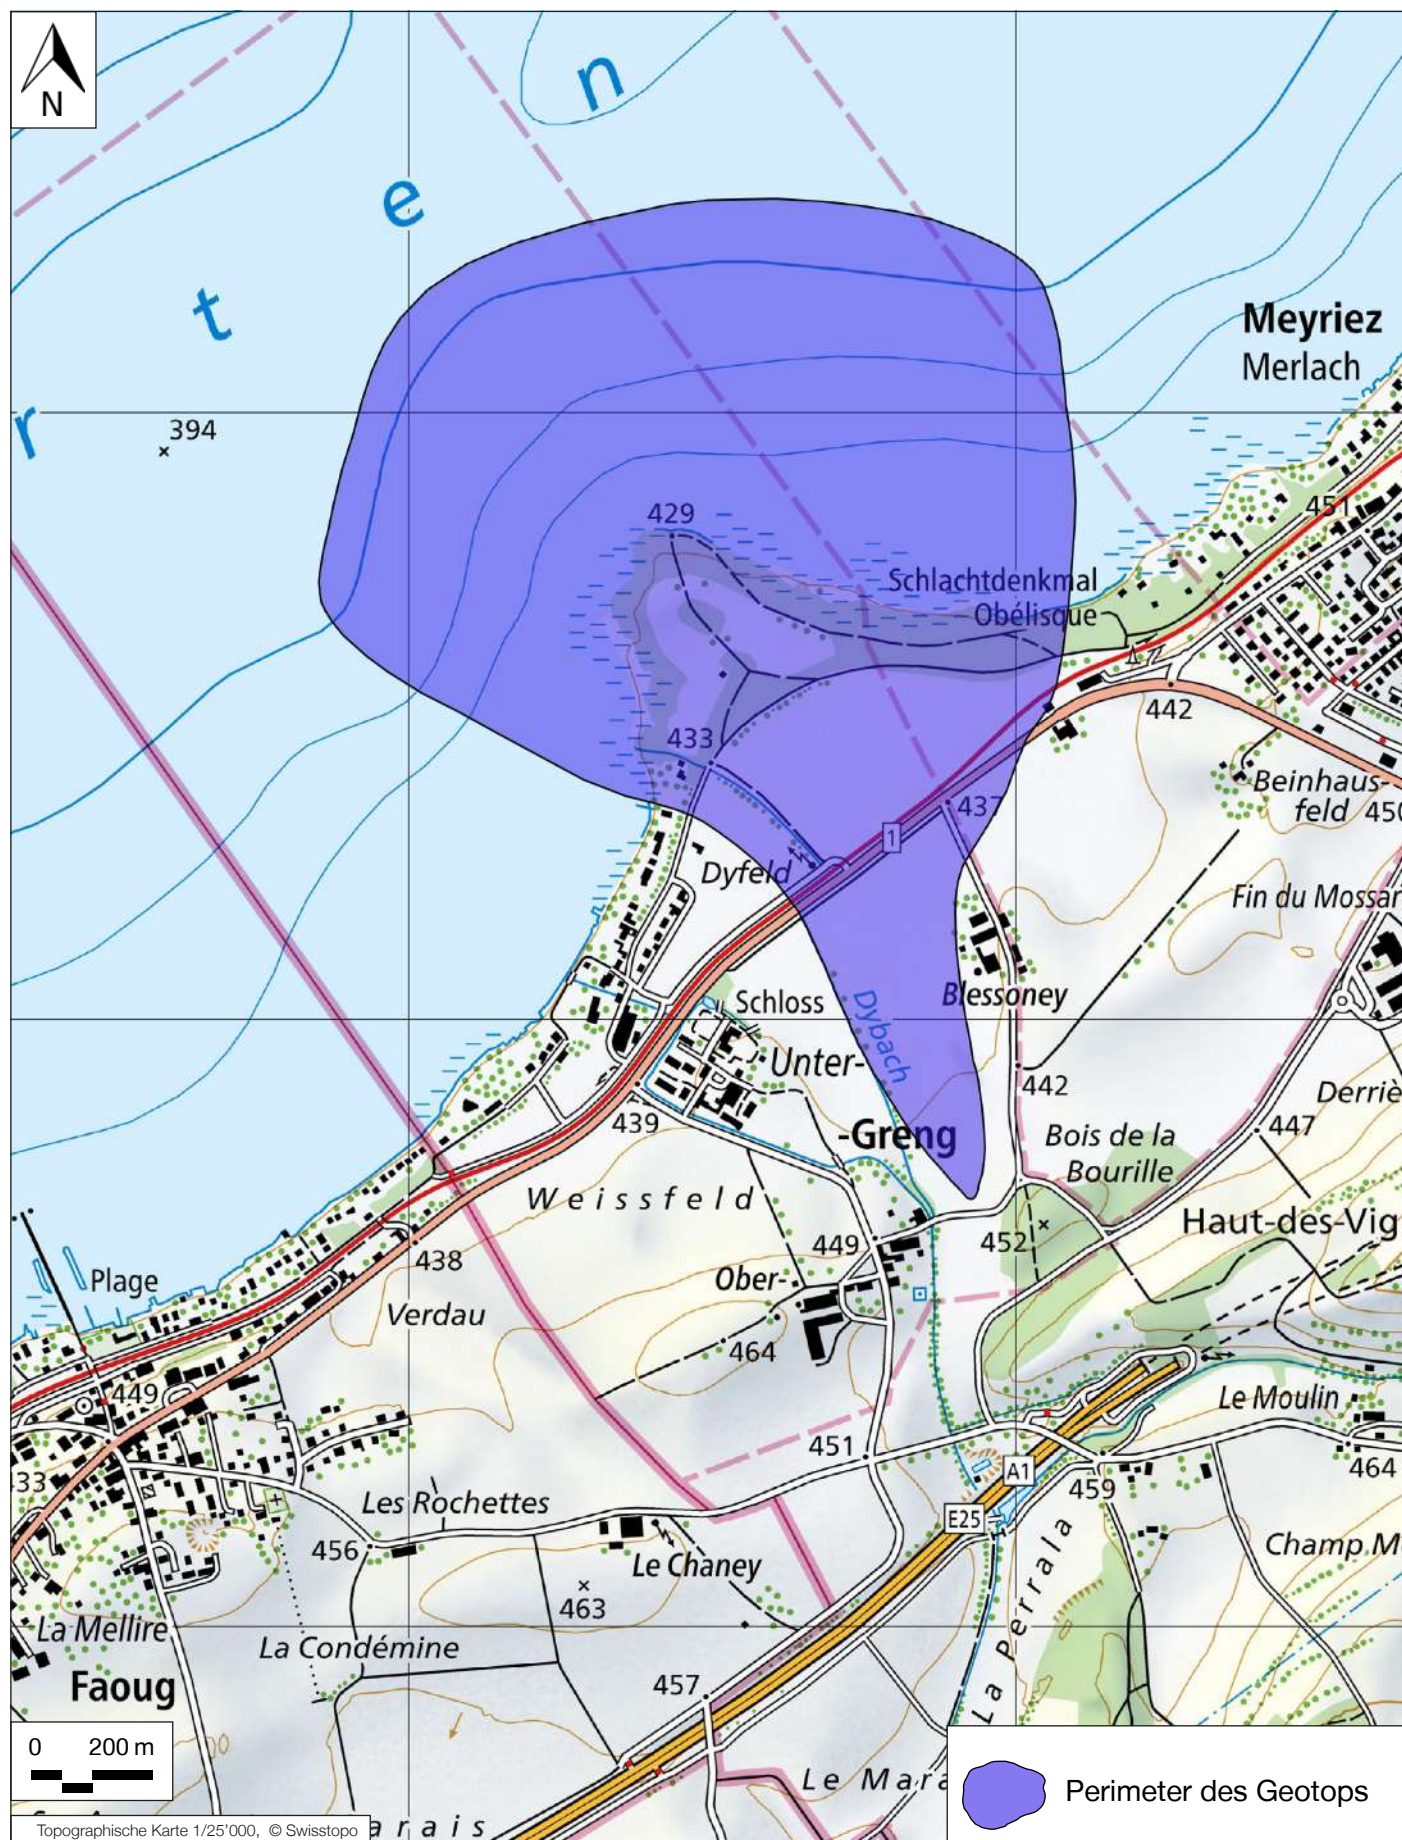 N
n
e
t
r
Meyriez
Merlach
394
429
451
Schlachtdenkmal
Obélisque
442
433
437
Beinhaus-
feld
1
Dyfeld
Fin du Mossar
Schloss
Dybach
Blessoney
Unter-
442
Derriè
439
-Greng
Bois de la
Bourille
447
Weissfeld
Haut-des-Vig
449
452
438
Plage
Ober-
Verdau
464
449
Le Moulin
451
A1
464
459
Les Rochettes
E25
456
Le Chaney
Champ M
463
La Perrala
La Mellire
La Condémine
Faoug
457
0 200 m
Le Mara
Perimeter des Geotops
arais
Topographische Karte 1/25'000, © Swisstopo